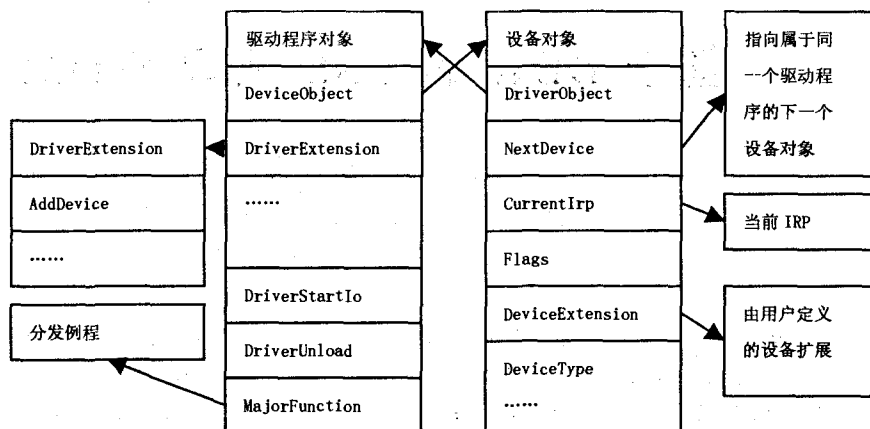 DriverExtension
AddDevice
……
分发例程
驱动程序对象
DeviceObject
DriverExtension
……
DriverStartIo
DriverUnload
MajorFunction
设备对象
DriverObject
NextDevice
CurrentIrp
Flags
DeviceExtension
DeviceType
……
指向属于同
一个驱动程
序的下一个
设备对象
当前 IRP
由用户定义
的设备扩展